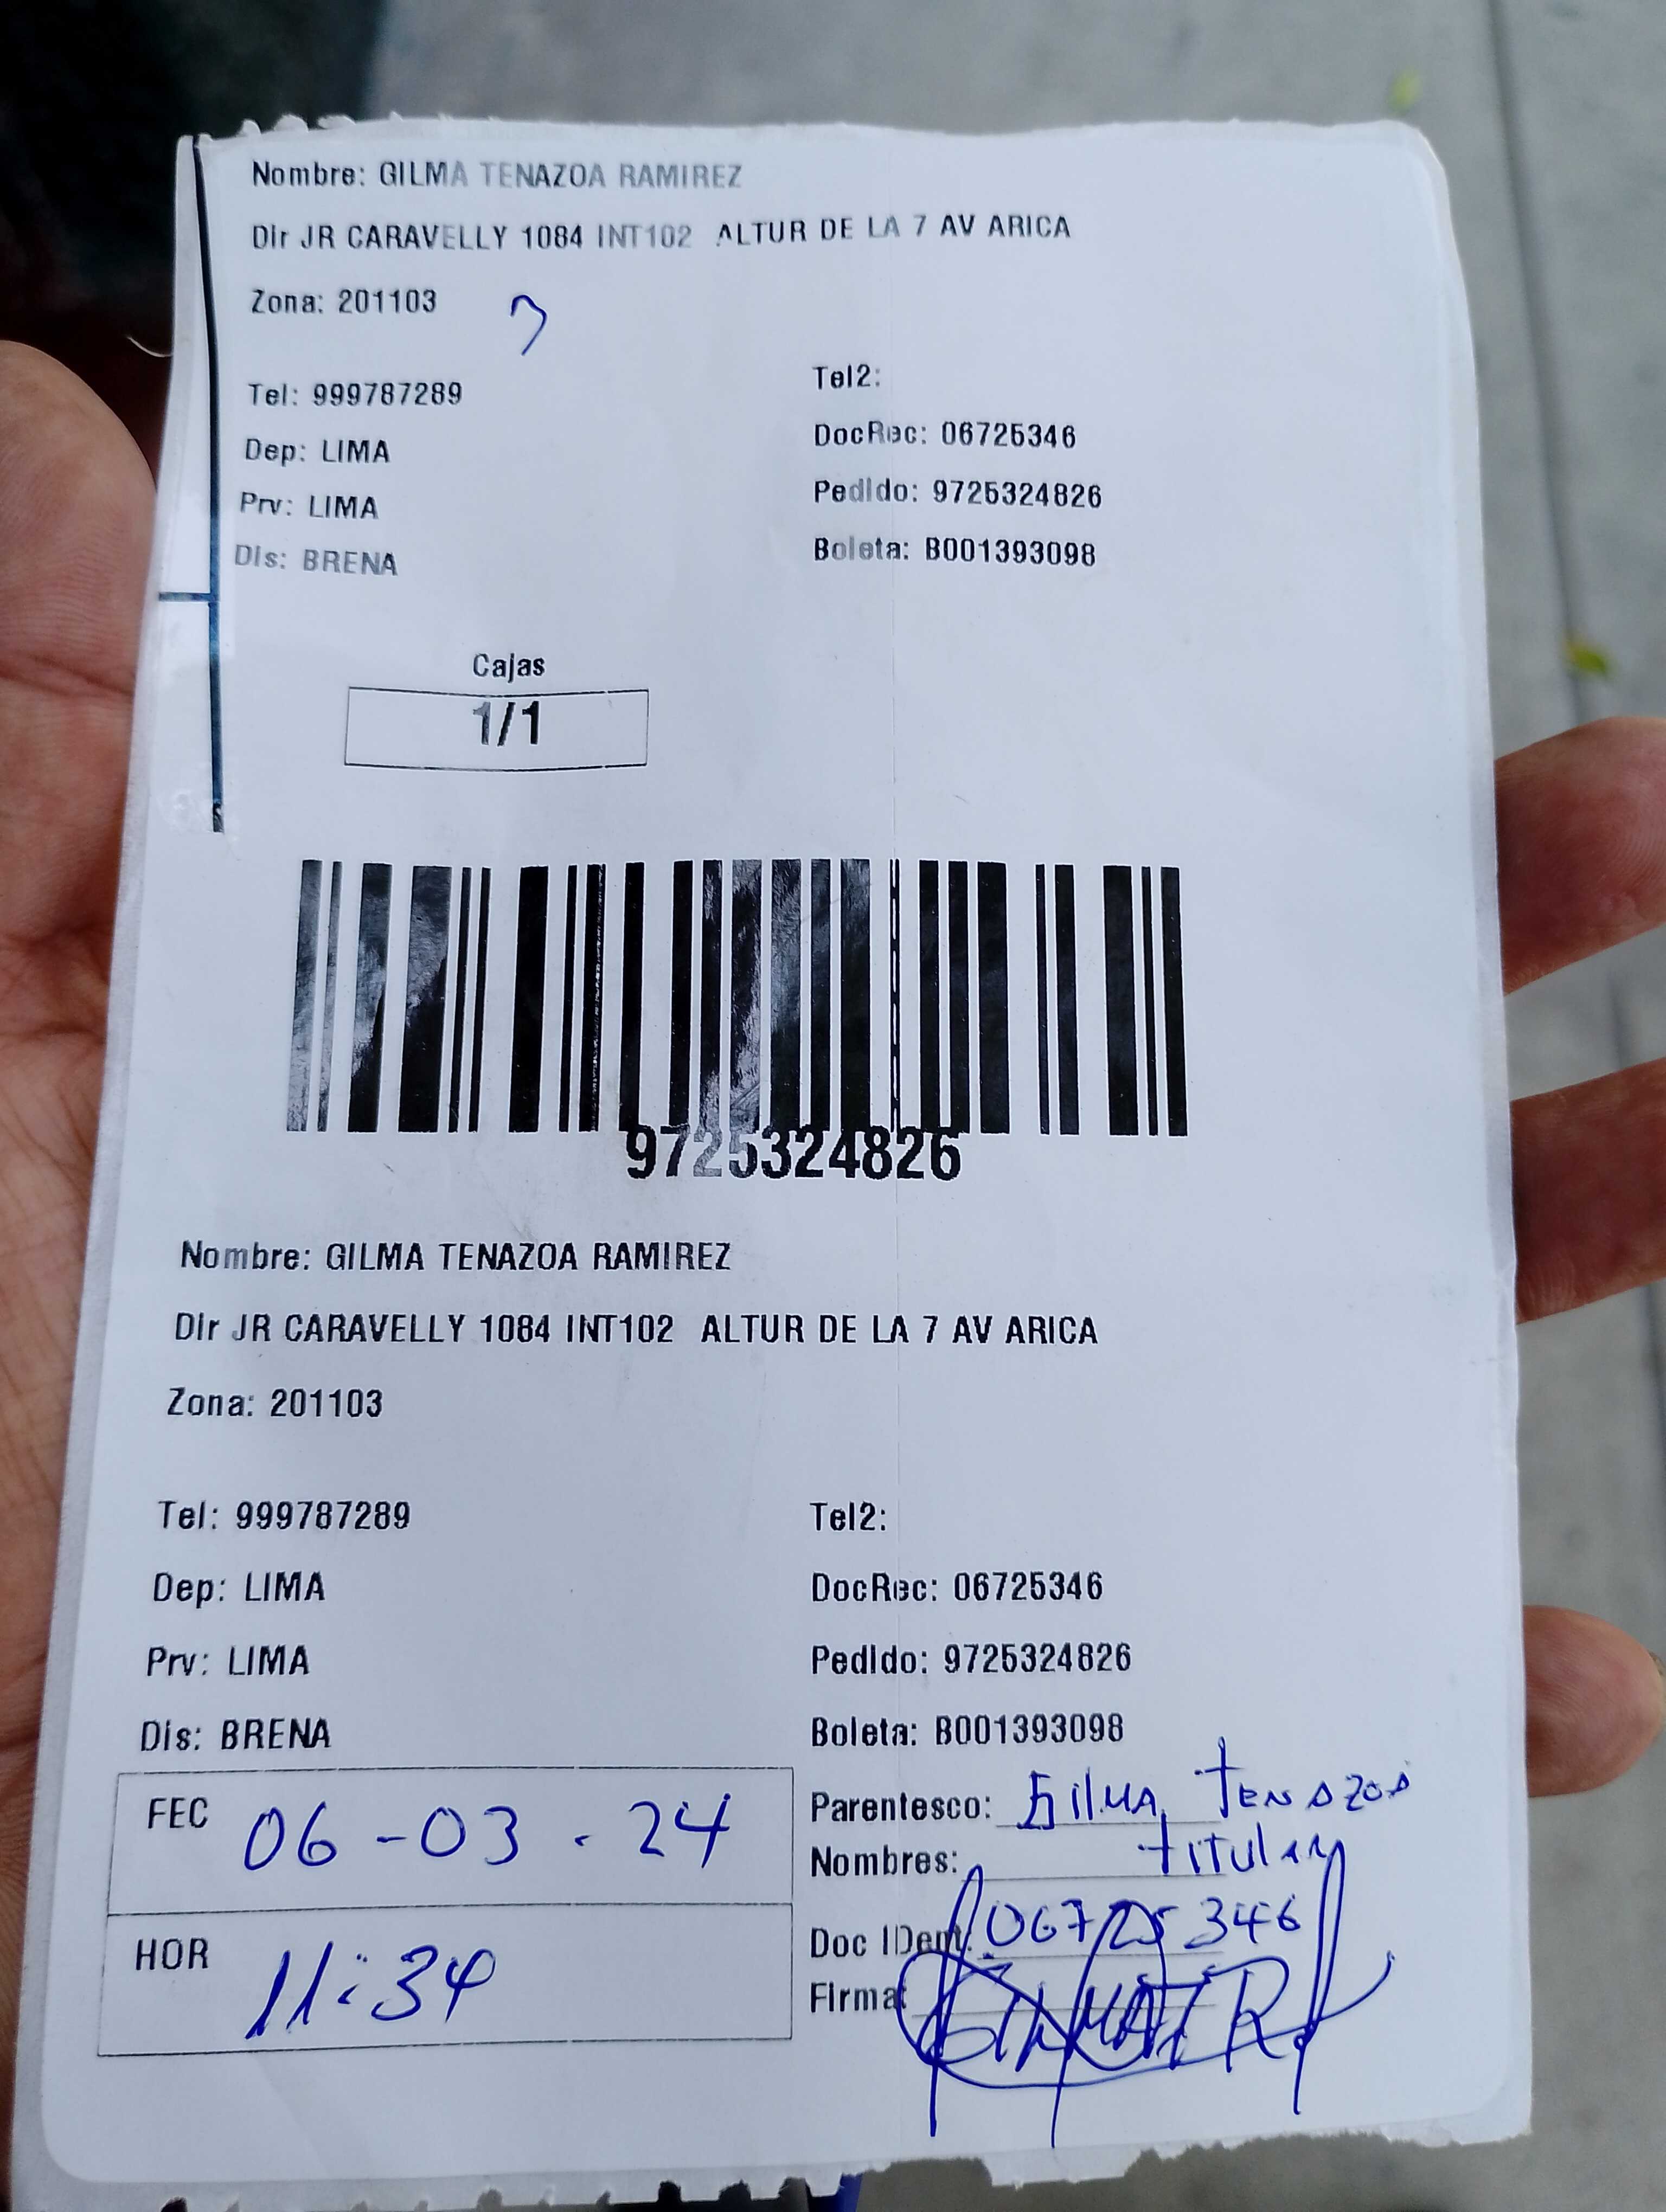 Nombre: GILMA TENAZOA RAMIREZ
Dir JR CARAVELLY 1084 INT102 ALTUR DE LA 7 AV ARICA
Zona: 201103
7
Tel: 999787289
Tel2:
Dep: LIMA
DocRec: 06725346
Prv: LIMA
Pedido: 9725324826
Dis: BRENA
Boleta: B001393098
Cajas
1/1
9725324826
Nombre: GILMA TENAZOA RAMIREZ
Dir JR CARAVELLY 1084 INT102 ALTUR DE LA 7 AV ARICA
Zona: 201103
Tel: 999787289
Tel2:
Dep: LIMA
DocRec: 06725346
Prv: LIMA
Pedido: 9725324826
Dis: BRENA
Boleta: B001393098
FEC 06-03-24
Parentesco: Gilma Tenazoa
Nombres: titular
HOR 11:34
Doc IDent: 06725346
Firma: